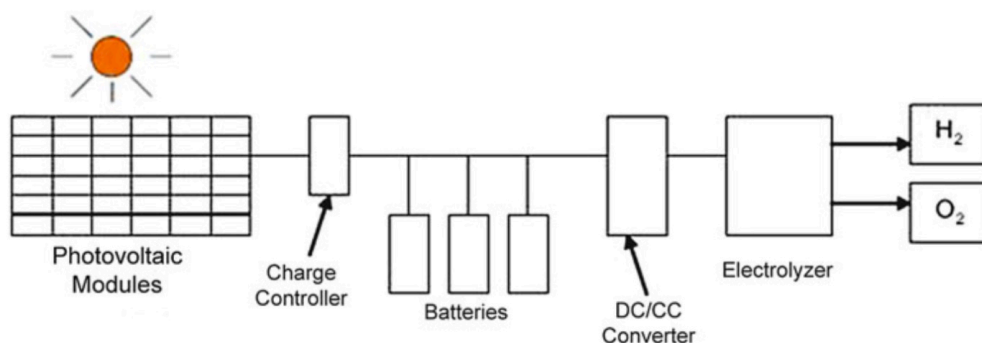 Photovoltaic
Modules
Charge
Controller
Batteries
DC/CC
Converter
Electrolyzer
H₂
O₂